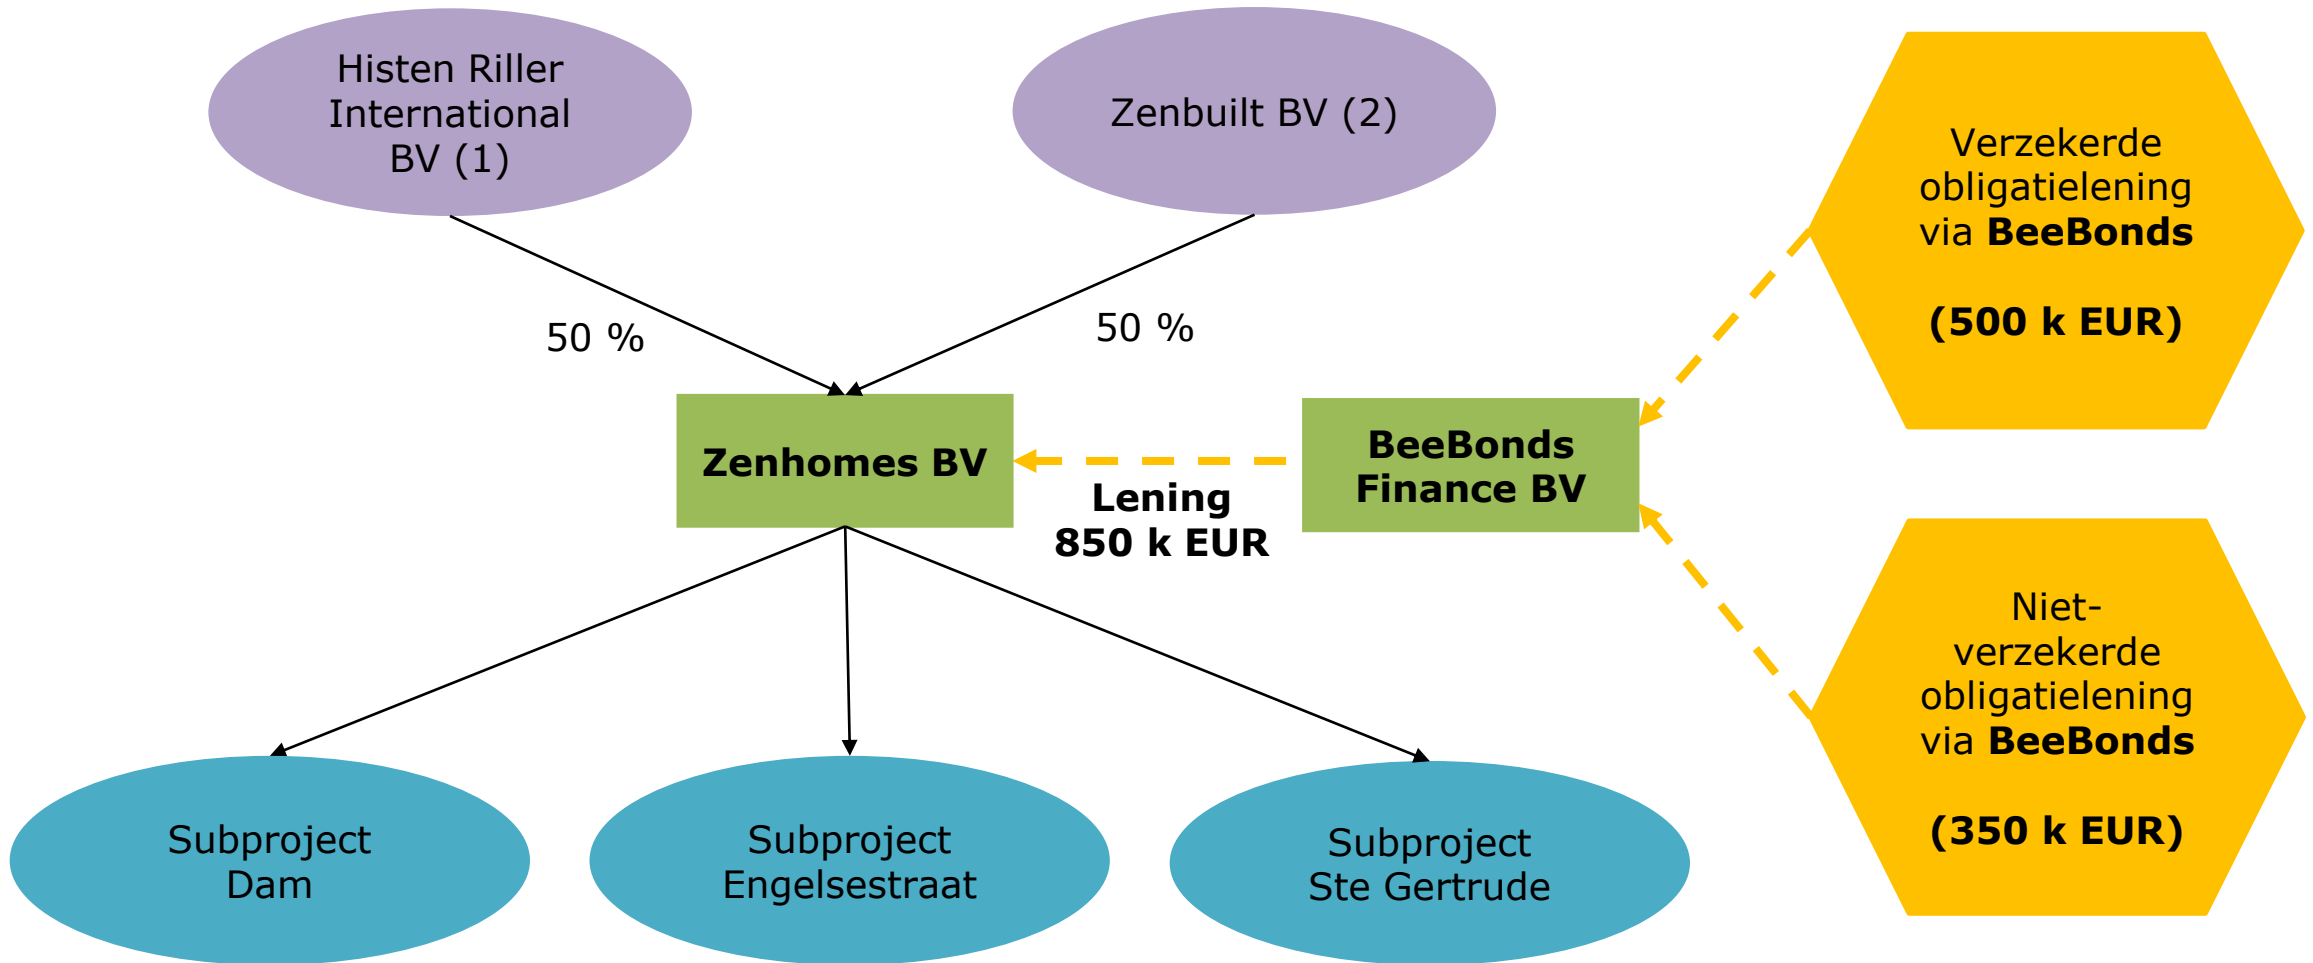 Histen Riller
International
BV (1)
Zenbuilt BV (2)
Verzekerde
obligatielening
via BeeBonds
(500 k EUR)
50 %
50 %
Zenhomes BV
BeeBonds
Finance BV
Lening
850 k EUR
Niet-
verzekerde
obligatielening
via BeeBonds
(350 k EUR)
Subproject
Dam
Subproject
Engelsestraat
Subproject
Ste Gertrude